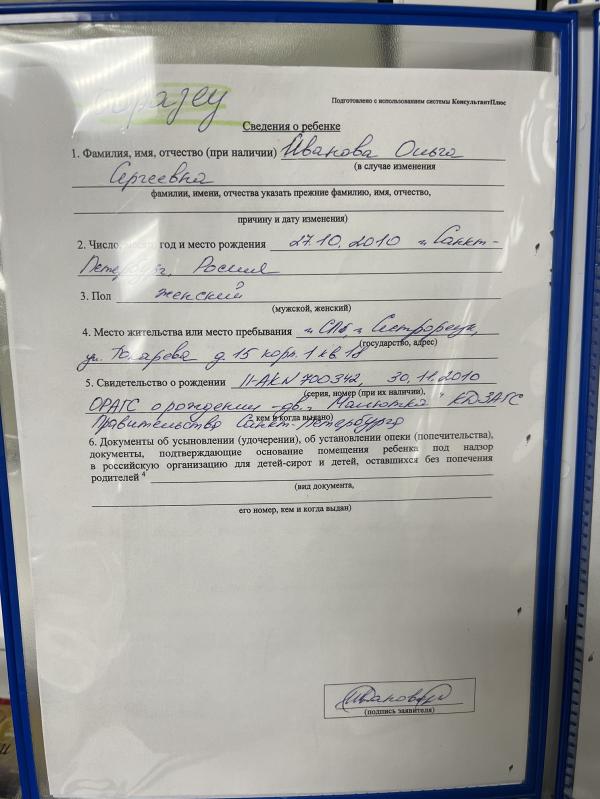 Образец
Подготовлено с использованием системы КонсультантПлюс
Сведения о ребенке
1. Фамилия, имя, отчество (при наличии) Иванова Ольга
(в случае изменения
Сергеевна
фамилии, имени, отчества указать прежние фамилию, имя, отчество,
причину и дату изменения)
2. Число, месяц, год и место рождения 27.10.2010 г. Санкт-
Петербург, Россия
3. Пол женский
(мужской, женский)
4. Место жительства или место пребывания г. СПб, г. Сестрорецк,
(государство, адрес)
ул. Токарева д 15 корп. 1 кв 18
5. Свидетельство о рождении II-АК N 700342, 30.11.2010
(серия, номер (при их наличии),
ОРАГС о рождении дв. "Малютка" КДЗАГС
кем и когда выдано)
Правительства Санкт-Петербурга
6. Документы об усыновлении (удочерении), об установлении опеки (попечительства),
документы, подтверждающие основание помещения ребенка под надзор
в российскую организацию для детей-сирот и детей, оставшихся без попечения
родителей 4
(вид документа,
его номер, кем и когда выдан)
(подпись заявителя)